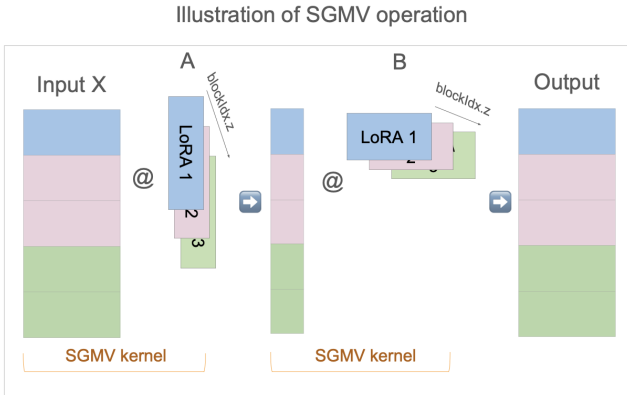 Illustration of SGMV operation
Input X
A
blockIdx.z
B
blockIdx.z
Output
@
LoRA 1
2
3
@
LoRA 1
2
SGMV kernel
SGMV kernel